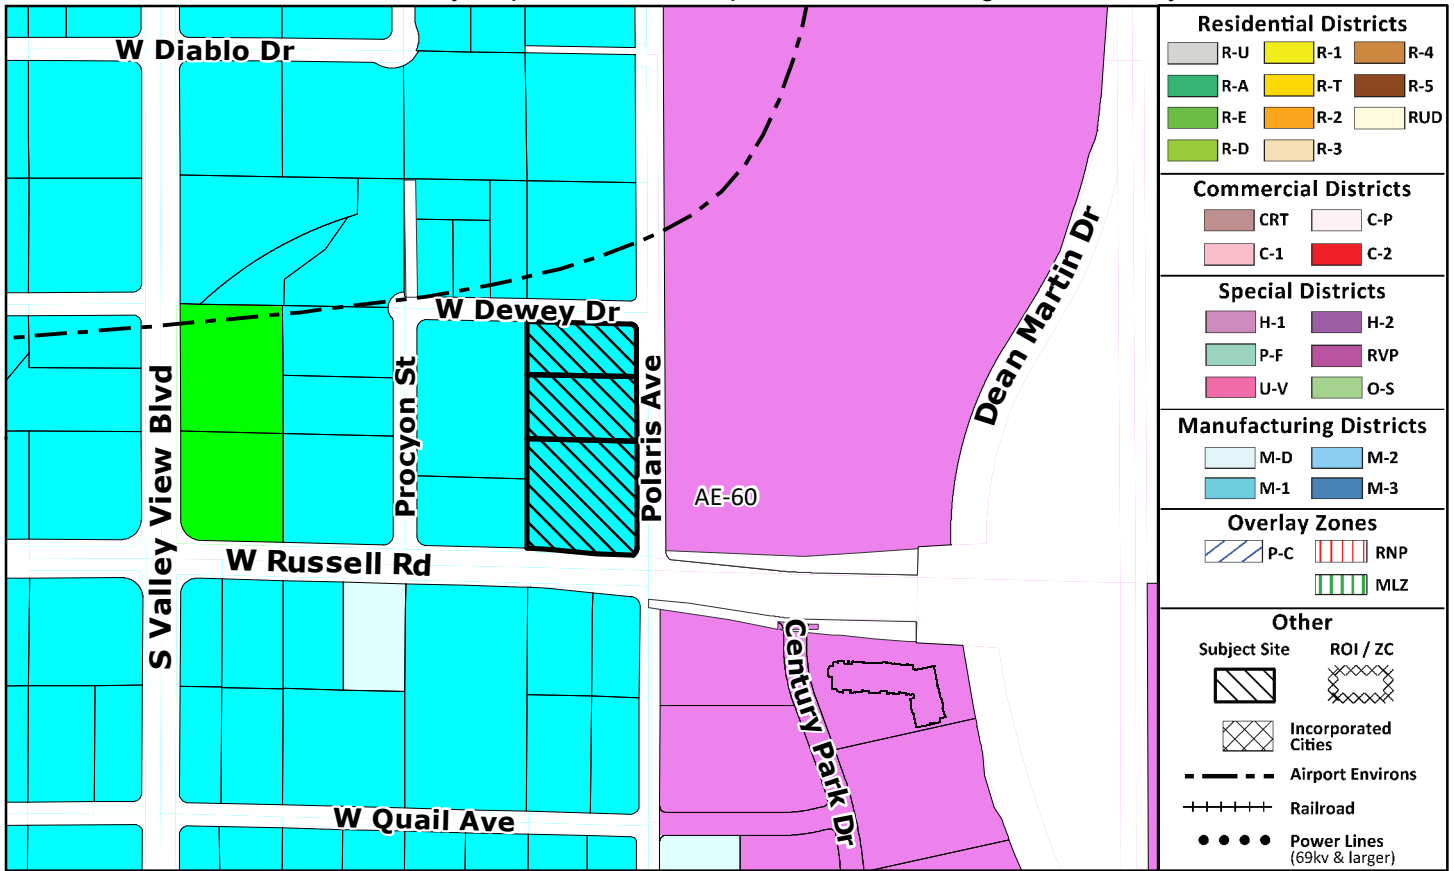 W Diablo Dr
W Dewey Dr
S Valley View Blvd
Procyon St
Polaris Ave
Dean Martin Dr
AE-60
W Russell Rd
Century Park Dr
W Quail Ave
Residential Districts
R-U R-1 R-4
R-A R-T R-5
R-E R-2 RUD
R-D R-3
Commercial Districts
CRT C-P
C-1 C-2
Special Districts
H-1 H-2
P-F RVP
U-V O-S
Manufacturing Districts
M-D M-2
M-1 M-3
Overlay Zones
P-C RNP
MLZ
Other
Subject Site ROI / ZC
Incorporated
Cities
Airport Environs
Railroad
Power Lines
(69kv & larger)